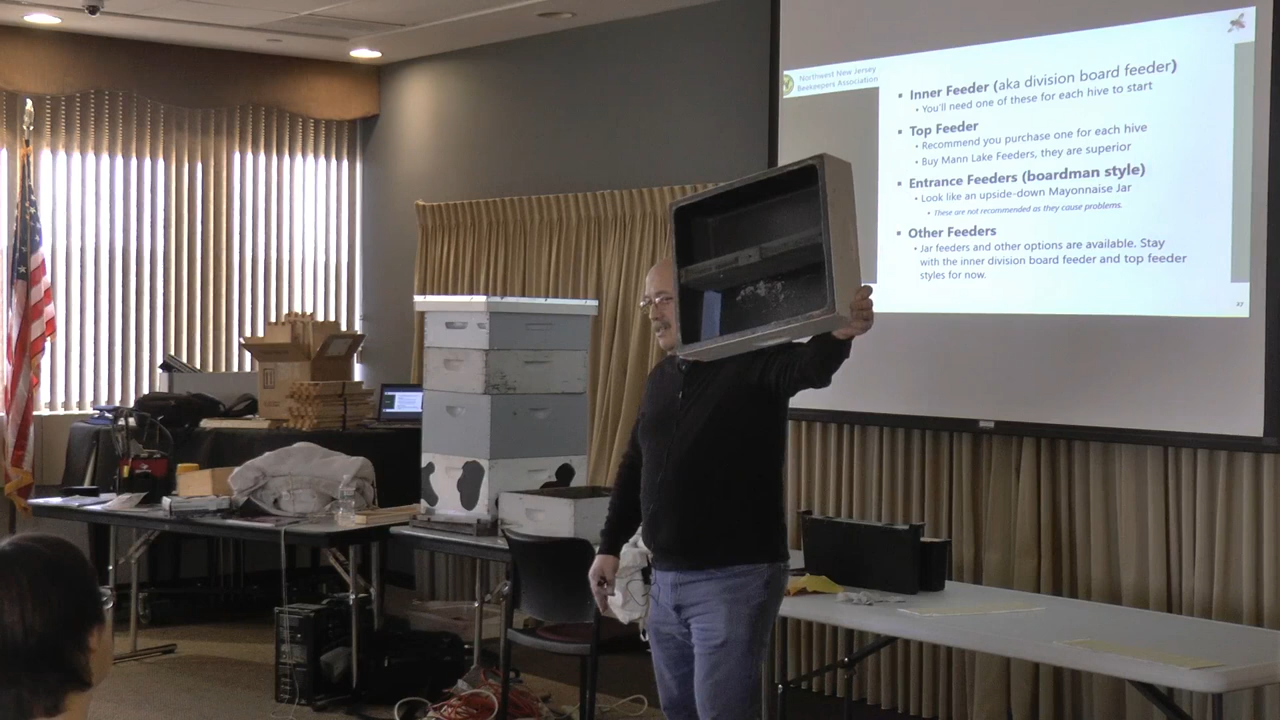 Northwest New Jersey
Beekeepers Association
▪ Inner Feeder (aka division board feeder)
• You'll need one of these for each hive to start
▪ Top Feeder
• Recommend you purchase one for each hive
• Buy Mann Lake Feeders, they are superior
▪ Entrance Feeders (boardman style)
• Look like an upside-down Mayonnaise Jar
• These are not recommended as they cause problems.
▪ Other Feeders
• Jar feeders and other options are available. Stay
with the inner division board feeder and top feeder
styles for now.
27